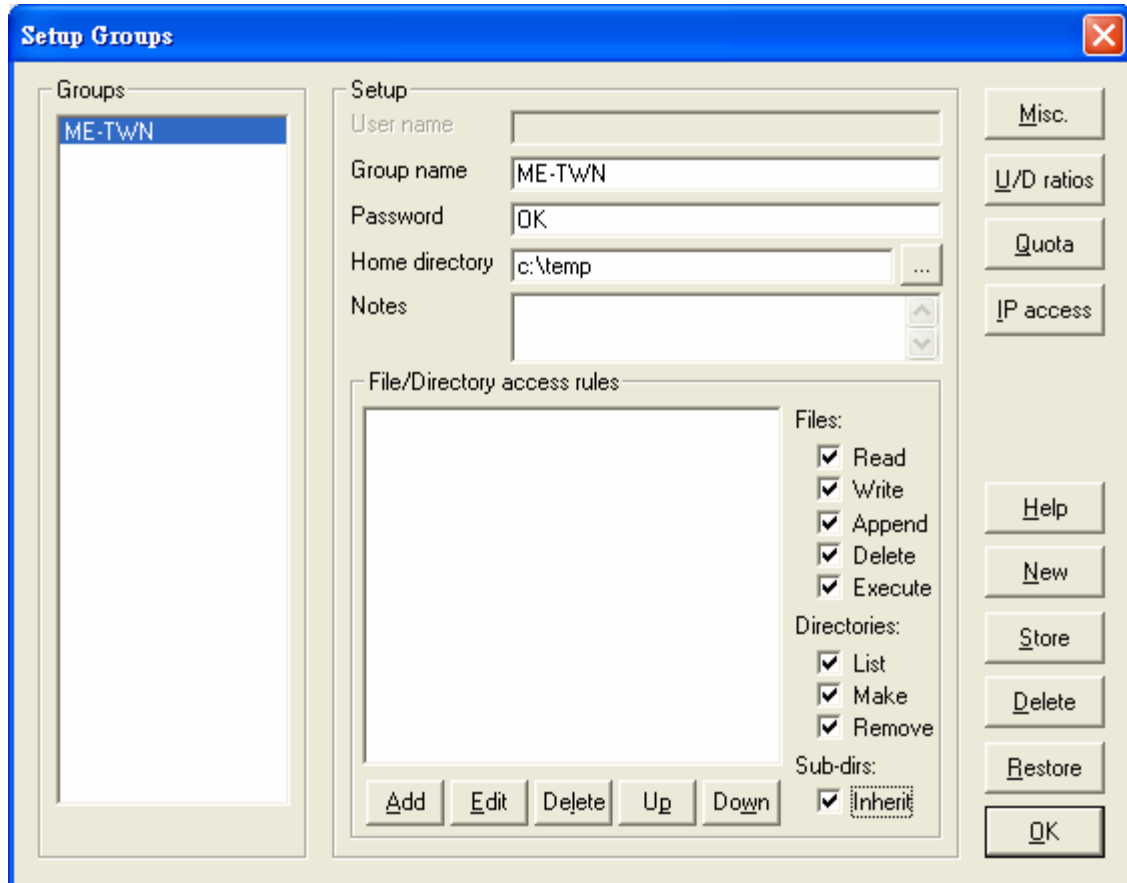 Setup Groups
Groups
ME-TWN
Setup
User name
Group name
ME-TWN
Password
OK
Home directory
c:\temp
...
Notes
File/Directory access rules
Files:
Read
Write
Append
Delete
Execute
Directories:
List
Make
Remove
Sub-dirs:
Inherit
Add
Edit
Delete
Up
Down
Misc.
U/D ratios
Quota
IP access
Help
New
Store
Delete
Restore
OK